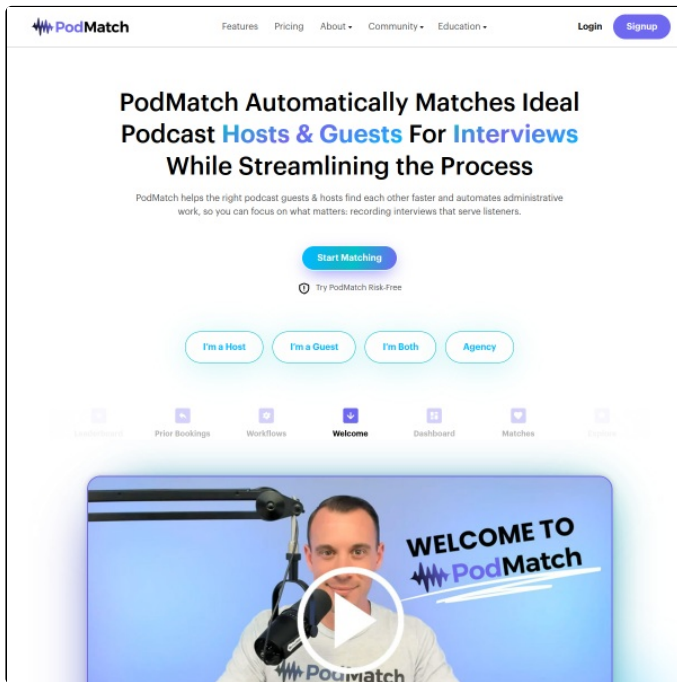 PodMatch
Features Pricing About Community Education Login Signup
PodMatch Automatically Matches Ideal
Podcast Hosts & Guests For Interviews
While Streamlining the Process
PodMatch helps the right podcast guests & hosts find each other faster and automates administrative
work, so you can focus on what matters: recording interviews that serve listeners.
Start Matching
Try PodMatch Risk-Free
I'm a Host I'm a Guest I'm Both Agency
Prior Bookings Workflows Welcome Dashboard Matches
WELCOME TO
PodMatch
PodMatch